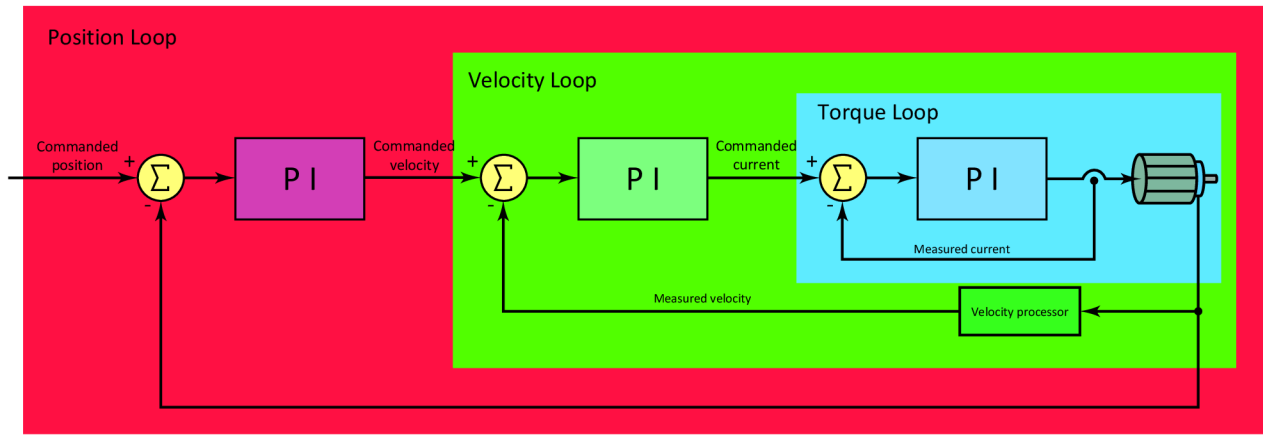 Position Loop
Velocity Loop
Torque Loop
Commanded
position
+
Σ
-
P I
Commanded
velocity
+
Σ
-
P I
Commanded
current
+
Σ
-
P I
Measured current
Measured velocity
Velocity processor